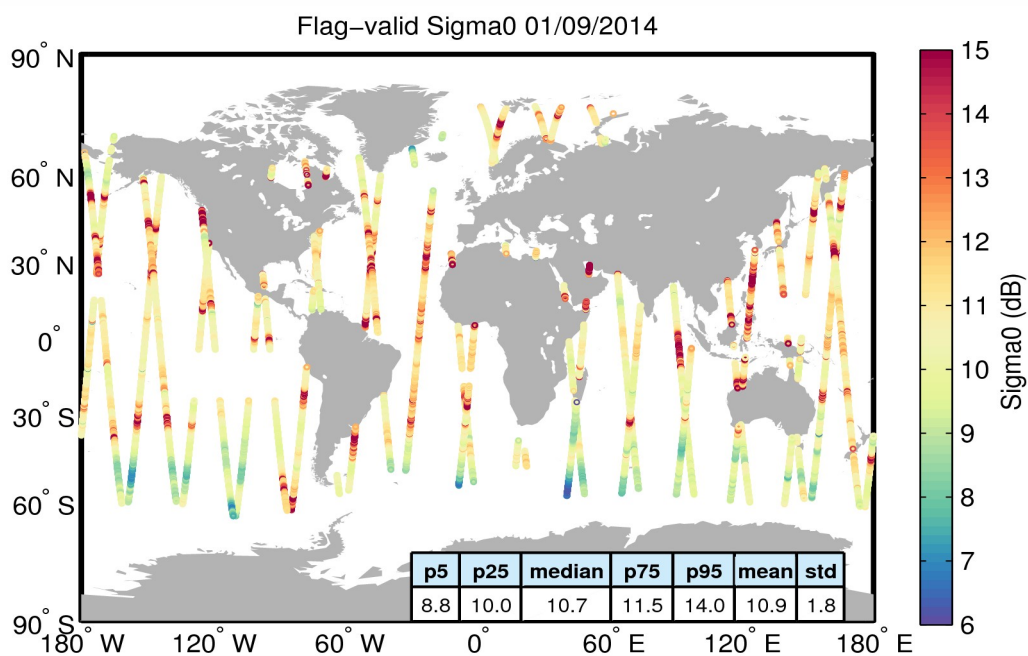 Flag−valid Sigma0 01/09/2014
90° N
60° N
30° N
0°
30° S
60° S
90° S
180° W
120° W
60° W
0°
60° E
120° E
180° E
15
14
13
12
11
10
9
8
7
6
Sigma0 (dB)
p5 p25 median p75 p95 mean std
8.8 10.0 10.7 11.5 14.0 10.9 1.8